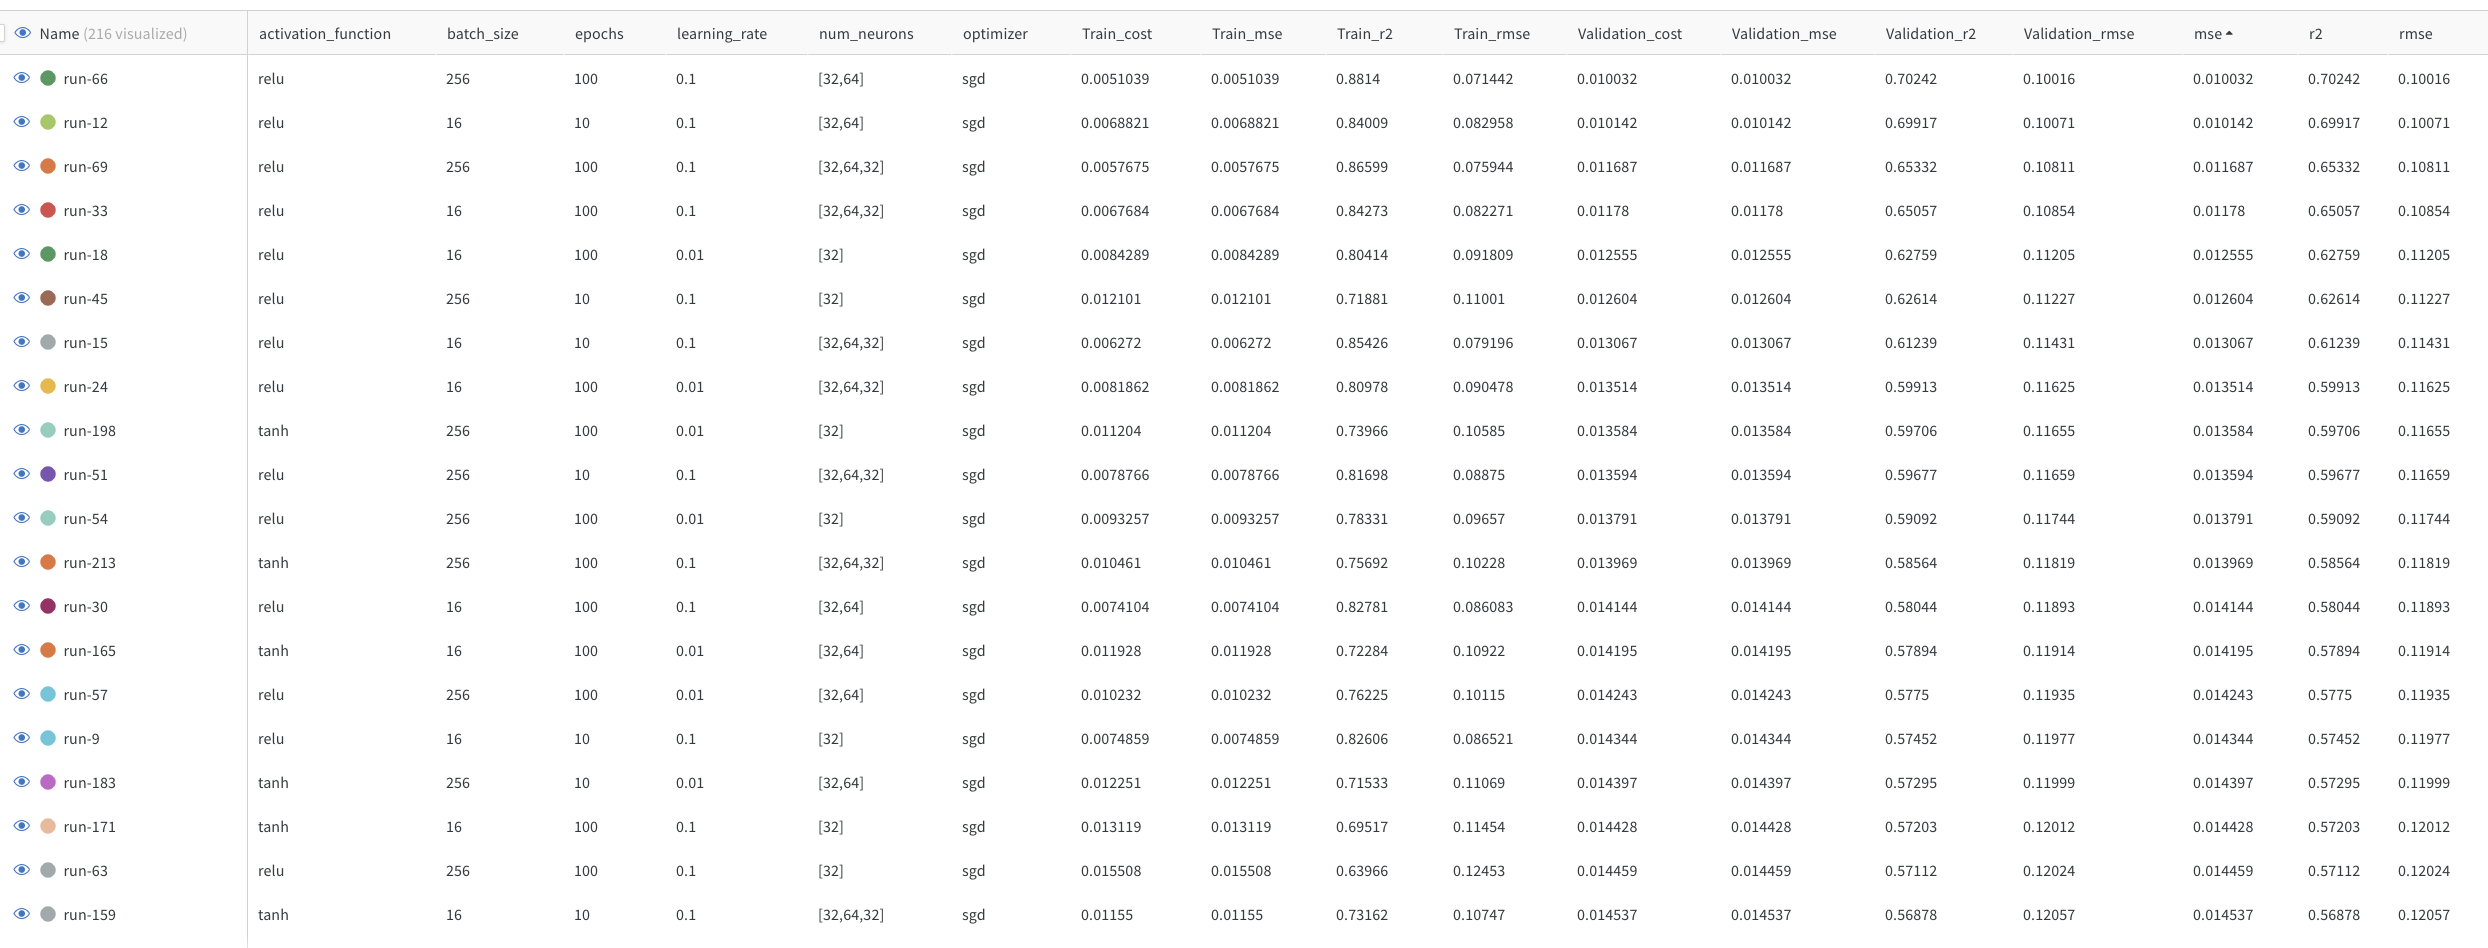 Name (216 visualized) activation_function batch_size epochs learning_rate num_neurons optimizer Train_cost Train_mse Train_r2 Train_rmse Validation_cost Validation_mse Validation_r2 Validation_rmse mse r2 rmse
run-66 relu 256 100 0.1 [32,64] sgd 0.0051039 0.0051039 0.8814 0.071442 0.010032 0.010032 0.70242 0.10016 0.010032 0.70242 0.10016
run-12 relu 16 10 0.1 [32,64] sgd 0.0068821 0.0068821 0.84009 0.082958 0.010142 0.010142 0.69917 0.10071 0.010142 0.69917 0.10071
run-69 relu 256 100 0.1 [32,64,32] sgd 0.0057675 0.0057675 0.86599 0.075944 0.011687 0.011687 0.65332 0.10811 0.011687 0.65332 0.10811
run-33 relu 16 100 0.1 [32,64,32] sgd 0.0067684 0.0067684 0.84273 0.082271 0.01178 0.01178 0.65057 0.10854 0.01178 0.65057 0.10854
run-18 relu 16 100 0.01 [32] sgd 0.0084289 0.0084289 0.80414 0.091809 0.012555 0.012555 0.62759 0.11205 0.012555 0.62759 0.11205
run-45 relu 256 10 0.1 [32] sgd 0.012101 0.012101 0.71881 0.11001 0.012604 0.012604 0.62614 0.11227 0.012604 0.62614 0.11227
run-15 relu 16 10 0.1 [32,64,32] sgd 0.006272 0.006272 0.85426 0.079196 0.013067 0.013067 0.61239 0.11431 0.013067 0.61239 0.11431
run-24 relu 16 100 0.01 [32,64,32] sgd 0.0081862 0.0081862 0.80978 0.090478 0.013514 0.013514 0.59913 0.11625 0.013514 0.59913 0.11625
run-198 tanh 256 100 0.01 [32] sgd 0.011204 0.011204 0.73966 0.10585 0.013584 0.013584 0.59706 0.11655 0.013584 0.59706 0.11655
run-51 relu 256 10 0.1 [32,64,32] sgd 0.0078766 0.0078766 0.81698 0.08875 0.013594 0.013594 0.59677 0.11659 0.013594 0.59677 0.11659
run-54 relu 256 100 0.01 [32] sgd 0.0093257 0.0093257 0.78331 0.09657 0.013791 0.013791 0.59092 0.11744 0.013791 0.59092 0.11744
run-213 tanh 256 100 0.1 [32,64,32] sgd 0.010461 0.010461 0.75692 0.10228 0.013969 0.013969 0.58564 0.11819 0.013969 0.58564 0.11819
run-30 relu 16 100 0.1 [32,64] sgd 0.0074104 0.0074104 0.82781 0.086083 0.014144 0.014144 0.58044 0.11893 0.014144 0.58044 0.11893
run-165 tanh 16 100 0.01 [32,64] sgd 0.011928 0.011928 0.72284 0.10922 0.014195 0.014195 0.57894 0.11914 0.014195 0.57894 0.11914
run-57 relu 256 100 0.01 [32,64] sgd 0.010232 0.010232 0.76225 0.10115 0.014243 0.014243 0.5775 0.11935 0.014243 0.5775 0.11935
run-9 relu 16 10 0.1 [32] sgd 0.0074859 0.0074859 0.82606 0.086521 0.014344 0.014344 0.57452 0.11977 0.014344 0.57452 0.11977
run-183 tanh 256 10 0.01 [32,64] sgd 0.012251 0.012251 0.71533 0.11069 0.014397 0.014397 0.57295 0.11999 0.014397 0.57295 0.11999
run-171 tanh 16 100 0.1 [32] sgd 0.013119 0.013119 0.69517 0.11454 0.014428 0.014428 0.57203 0.12012 0.014428 0.57203 0.12012
run-63 relu 256 100 0.1 [32] sgd 0.015508 0.015508 0.63966 0.12453 0.014459 0.014459 0.57112 0.12024 0.014459 0.57112 0.12024
run-159 tanh 16 10 0.1 [32,64,32] sgd 0.01155 0.01155 0.73162 0.10747 0.014537 0.014537 0.56878 0.12057 0.014537 0.56878 0.12057